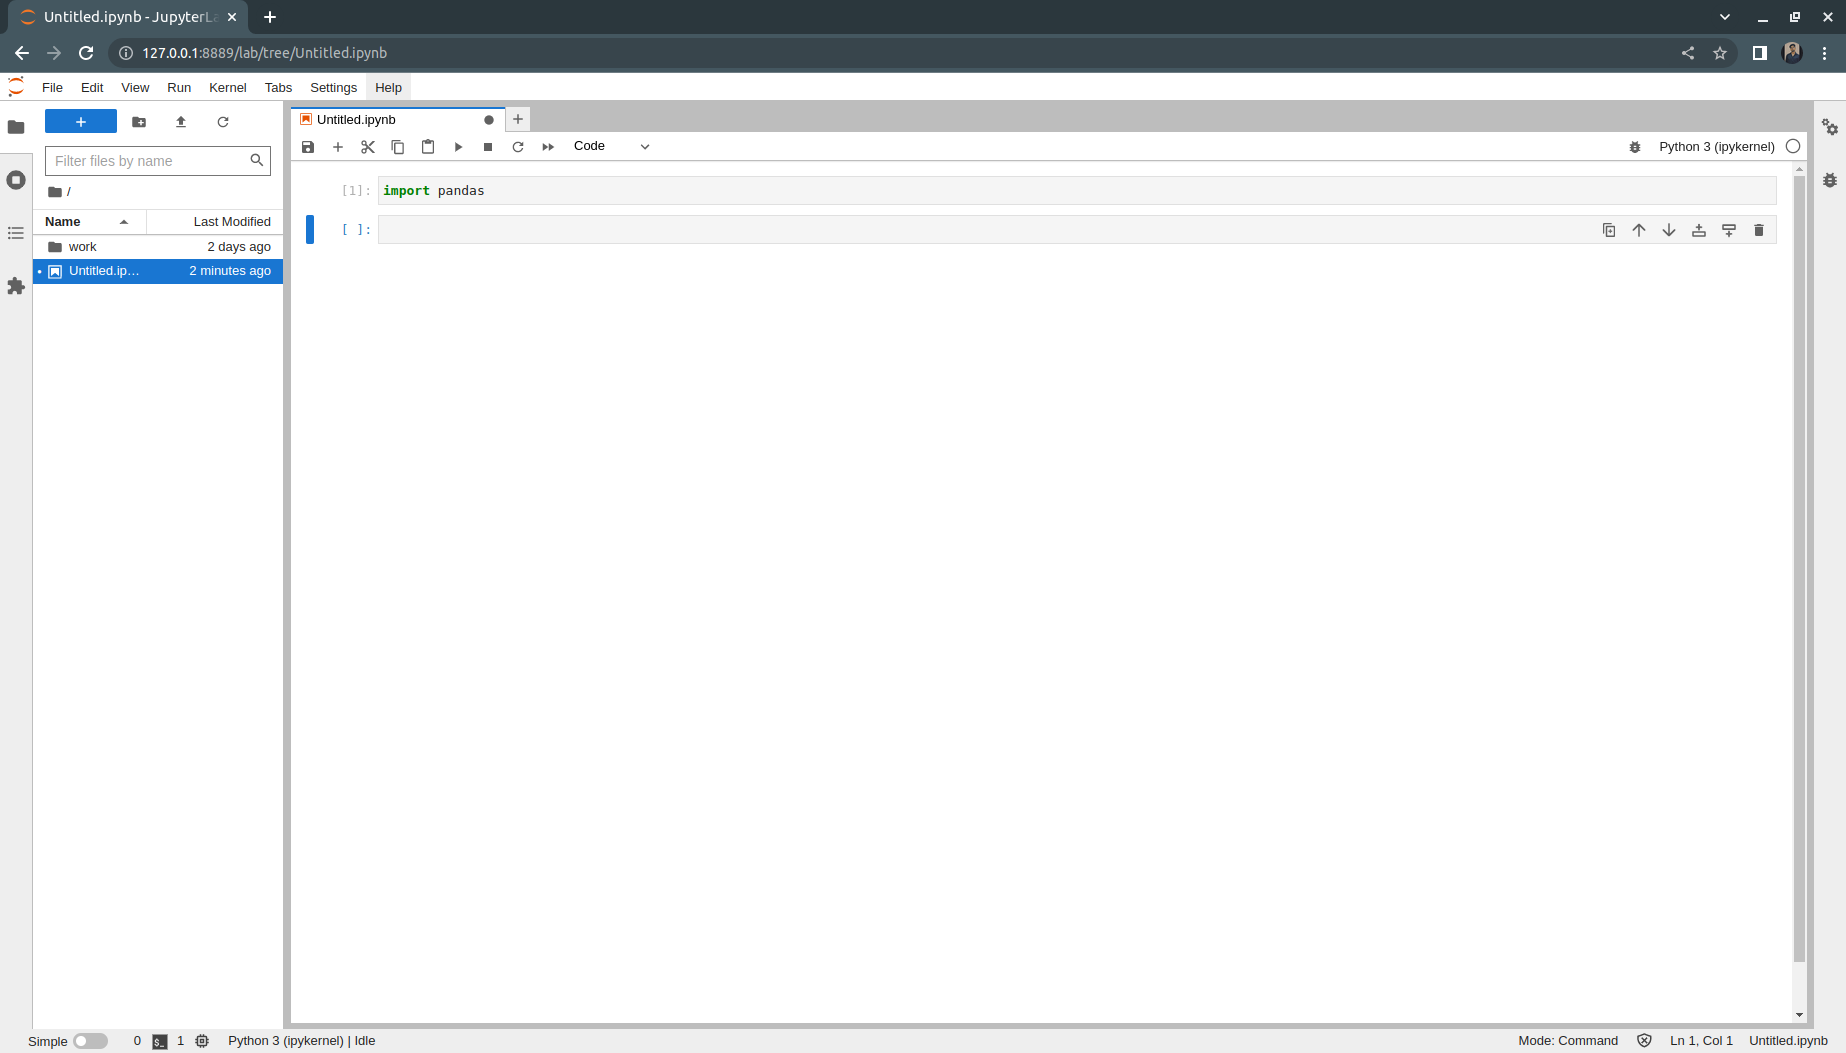 Untitled.ipynb - JupyterLa
127.0.0.1:8889/lab/tree/Untitled.ipynb
File Edit View Run Kernel Tabs Settings Help
Filter files by name
/
Name Last Modified
work 2 days ago
Untitled.ip… 2 minutes ago
Untitled.ipynb
Code
Python 3 (ipykernel)
[1]: import pandas
[ ]:
Simple 0 $_ 1 Python 3 (ipykernel) | Idle Mode: Command Ln 1, Col 1 Untitled.ipynb